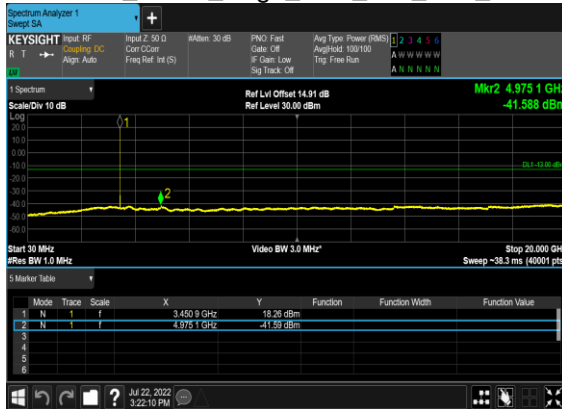 Spectrum Analyzer 1
Swept SA
+
KEYSIGHT Input: RF Input Z: 50 Ω #Atten: 30 dB PNO: Fast Avg Type: Power (RMS) 1 2 3 4 5 6
R T Coupling: DC Corr CCorr Gate: Off Avg|Hold: 100/100 A W W W W W
Align: Auto Freq Ref: Int (S) IF Gain: Low Trig: Free Run
LXI Sig Track: Off A N N N N N
1 Spectrum Ref Lvl Offset 14.91 dB Mkr2 4.975 1 GHz
Scale/Div 10 dB Ref Level 30.00 dBm -41.588 dBm
Log
1
20.0
10.0
0.00
-10.0
DL1 -13.00 dBm
-20.0
-30.0
2
-40.0
-50.0
-60.0
Start 30 MHz Video BW 3.0 MHz* Stop 20.000 GH
#Res BW 1.0 MHz Sweep ~38.3 ms (40001 pts
5 Marker Table
Mode Trace Scale X Y Function Function Width Function Value
1 N 1 f 3.450 9 GHz 18.26 dBm
2 N 1 f 4.975 1 GHz -41.59 dBm
3
4
5
6
? Jul 22, 2022
3:22:10 PM